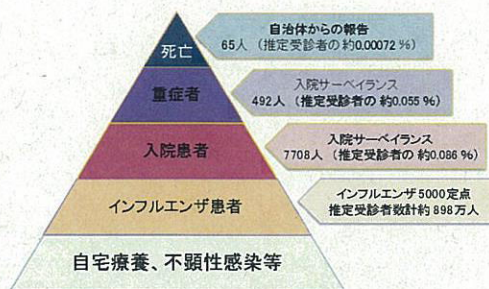 死亡
自治体からの報告
65人（推定受診者の約0.00072％）
重症者
入院サーベイランス
492人（推定受診者の約0.055％）
入院患者
入院サーベイランス
7708人（推定受診者の約0.086％）
インフルエンザ患者
インフルエンザ5000定点
推定受診者数計約898万人
自宅療養、不顕性感染等